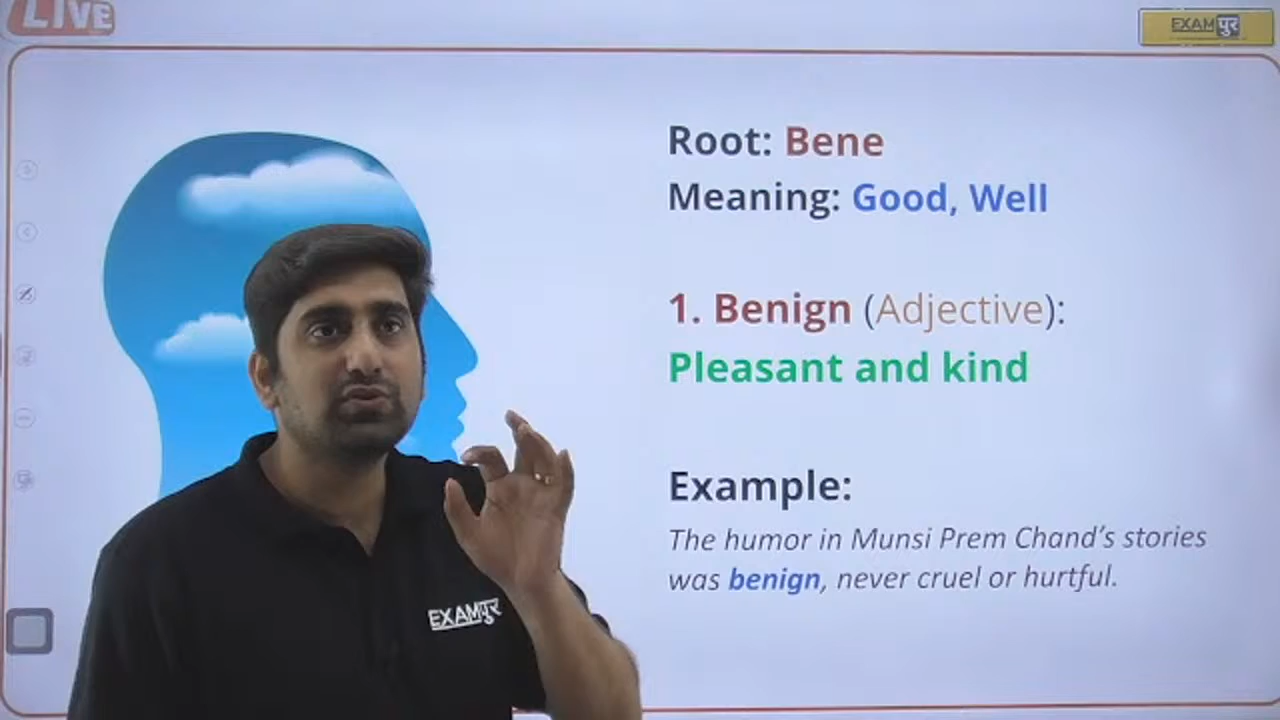 LIVE
EXAMपुर
Root: Bene
Meaning: Good, Well
1. Benign (Adjective):
Pleasant and kind
Example:
The humor in Munsi Prem Chand's stories
was benign, never cruel or hurtful.
EXAMपुर